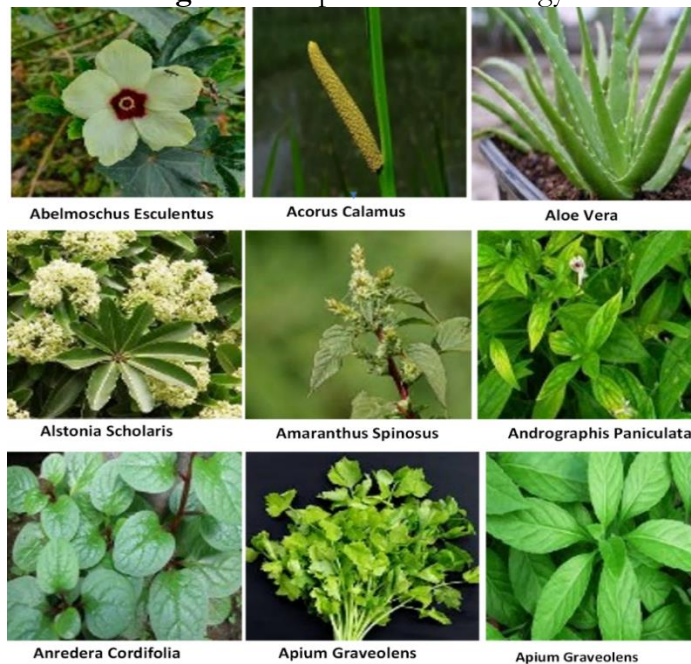 Abelmoschus Esculentus
Acorus Calamus
Aloe Vera
Alstonia Scholaris
Amaranthus Spinosus
Andrographis Paniculata
Anredera Cordifolia
Apium Graveolens
Apium Graveolens